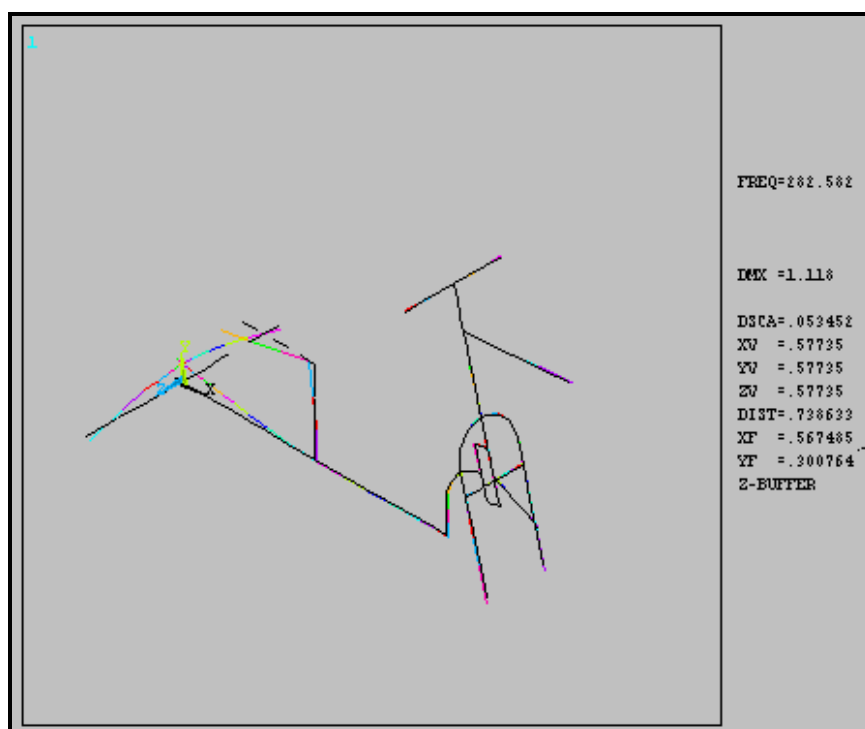 1
FREQ=282.582
DMX =1.118
DSCA=.053452
XV =.57735
YV =.57735
ZV =.57735
DIST=.738633
XF =.567485
YF =.300764
Z-BUFFER
Y
X